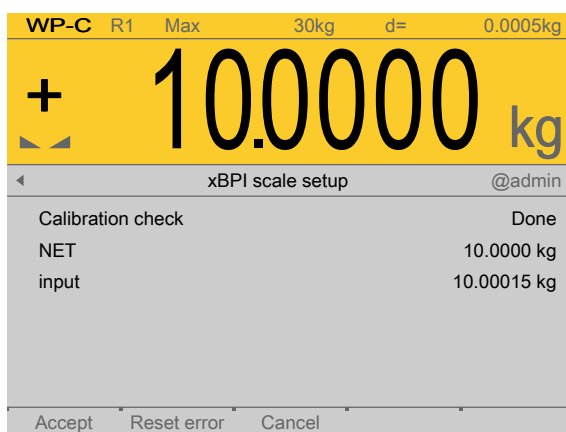 WP-C R1 Max 30kg d= 0.0005kg
+ 10.0000 kg
xBPI scale setup @admin
Calibration check Done
NET 10.0000 kg
input 10.00015 kg
Accept Reset error Cancel